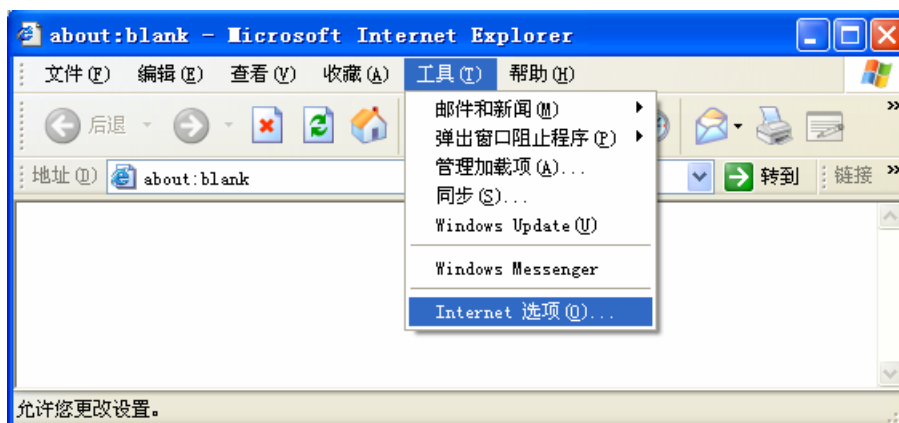 about:blank - Microsoft Internet Explorer
文件(F) 编辑(E) 查看(V) 收藏(A) 工具(T) 帮助(H)
后退
地址(D) about:blank 转到 链接
邮件和新闻(M)
弹出窗口阻止程序(P)
管理加载项(A)...
同步(S)...
Windows Update(U)
Windows Messenger
Internet 选项(O)...
允许您更改设置。